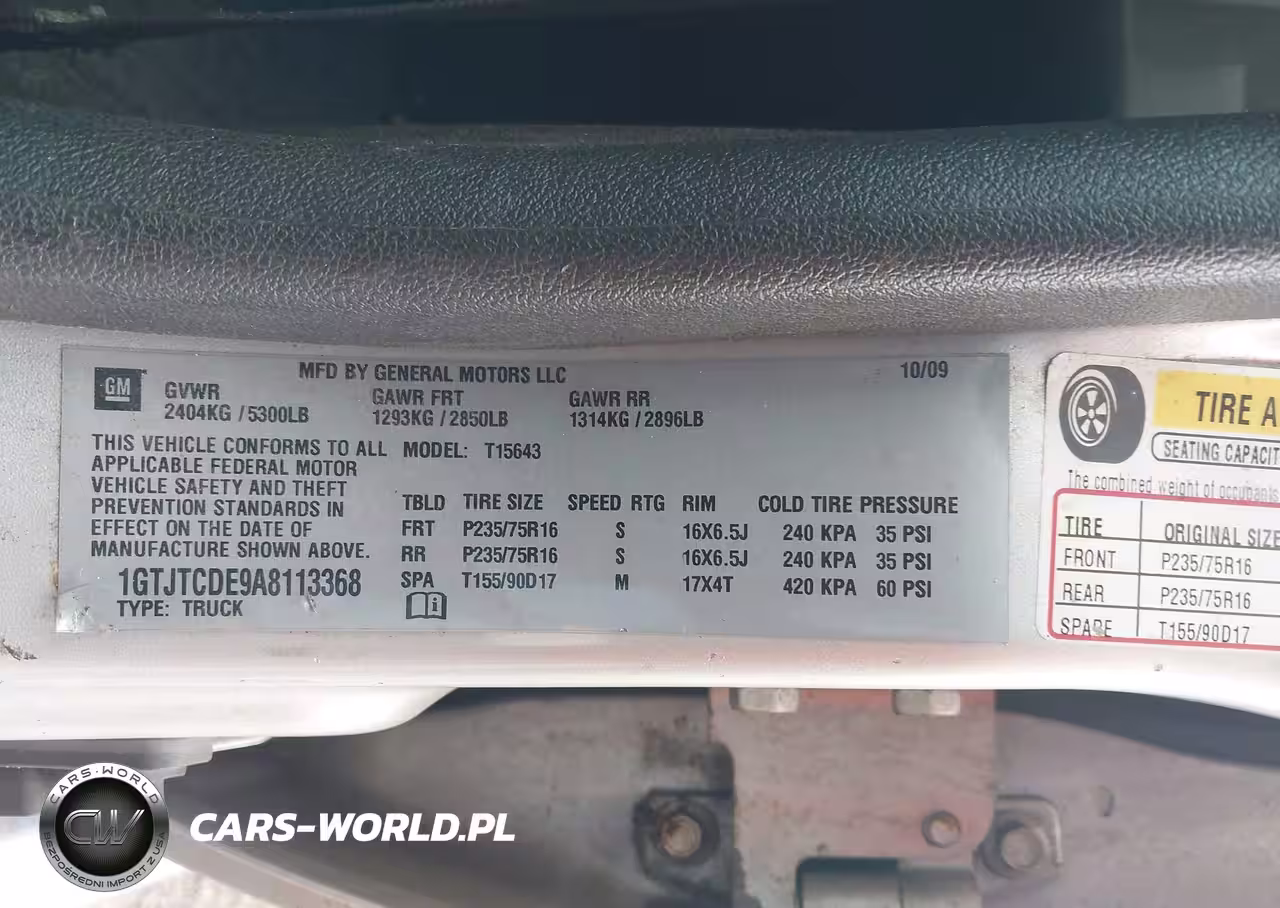 GM
MFD BY GENERAL MOTORS LLC
10/09
GVWR
2404KG / 5300LB
GAWR FRT
1293KG / 2850LB
GAWR RR
1314KG / 2896LB
THIS VEHICLE CONFORMS TO ALL
APPLICABLE FEDERAL MOTOR
VEHICLE SAFETY AND THEFT
PREVENTION STANDARDS IN
EFFECT ON THE DATE OF
MANUFACTURE SHOWN ABOVE.
1GTJTCDE9A8113368
TYPE: TRUCK
MODEL: T15643
TBLD TIRE SIZE SPEED RTG RIM COLD TIRE PRESSURE
FRT P235/75R16 S 16X6.5J 240 KPA 35 PSI
RR P235/75R16 S 16X6.5J 240 KPA 35 PSI
SPA T155/90D17 M 17X4T 420 KPA 60 PSI
TIRE A
SEATING CAPACIT
The combined weight of occupants
TIRE ORIGINAL SIZE
FRONT P235/75R16
REAR P235/75R16
SPARE T155/90D17
CARS-WORLD
CW
BEZPOŚREDNI IMPORT Z USA
CARS-WORLD.PL